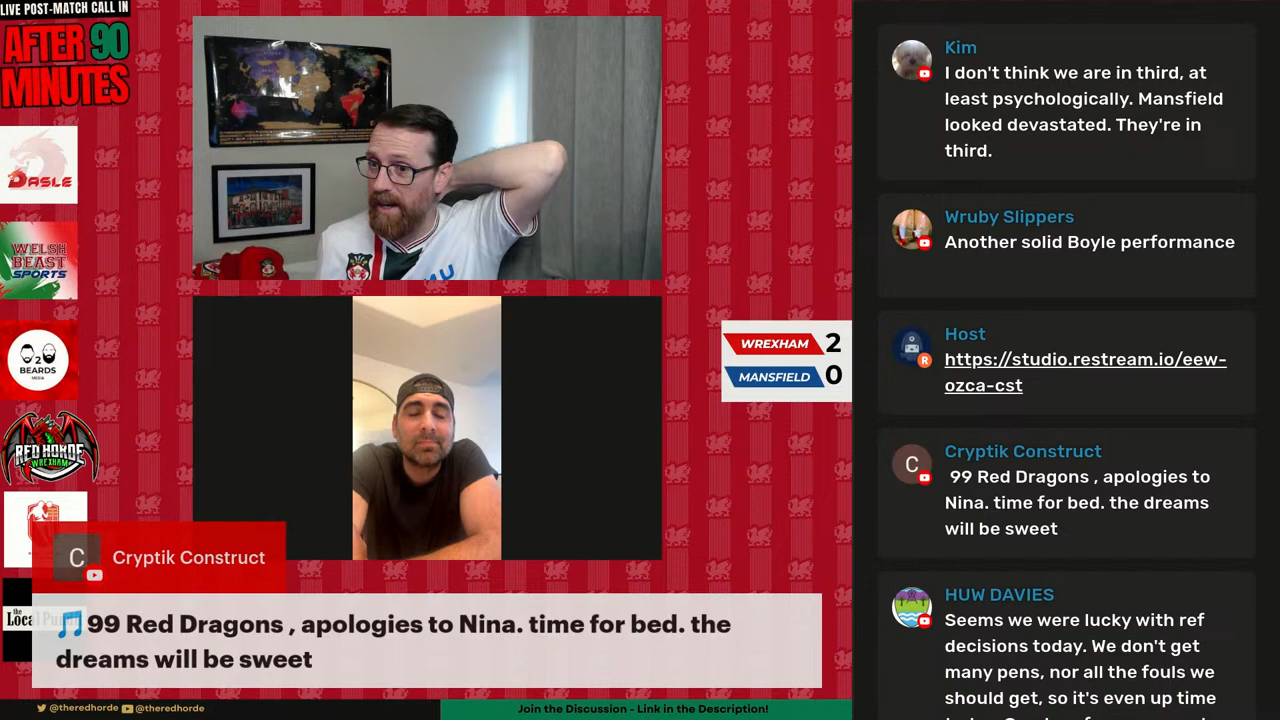 LIVE POST-MATCH CALL IN
AFTER 90
MINUTES
DASLE
WELSH
BEAST
SPORTS
2
BEARDS
MEDIA
RED HORDE
WREXHAM
the
WREXHAM 2
MANSFIELD 0
C
Cryptik Construct
🎵99 Red Dragons , apologies to Nina. time for bed. the
dreams will be sweet
@theredhorde @theredhorde
Join the Discussion - Link in the Description!
Kim
I don't think we are in third, at
least psychologically. Mansfield
looked devastated. They're in
third.
Wruby Slippers
Another solid Boyle performance
Host
https://studio.restream.io/eew-
ozca-cst
C
Cryptik Construct
99 Red Dragons , apologies to
Nina. time for bed. the dreams
will be sweet
HUW DAVIES
Seems we were lucky with ref
decisions today. We don't get
many pens, nor all the fouls we
should get, so it's even up time